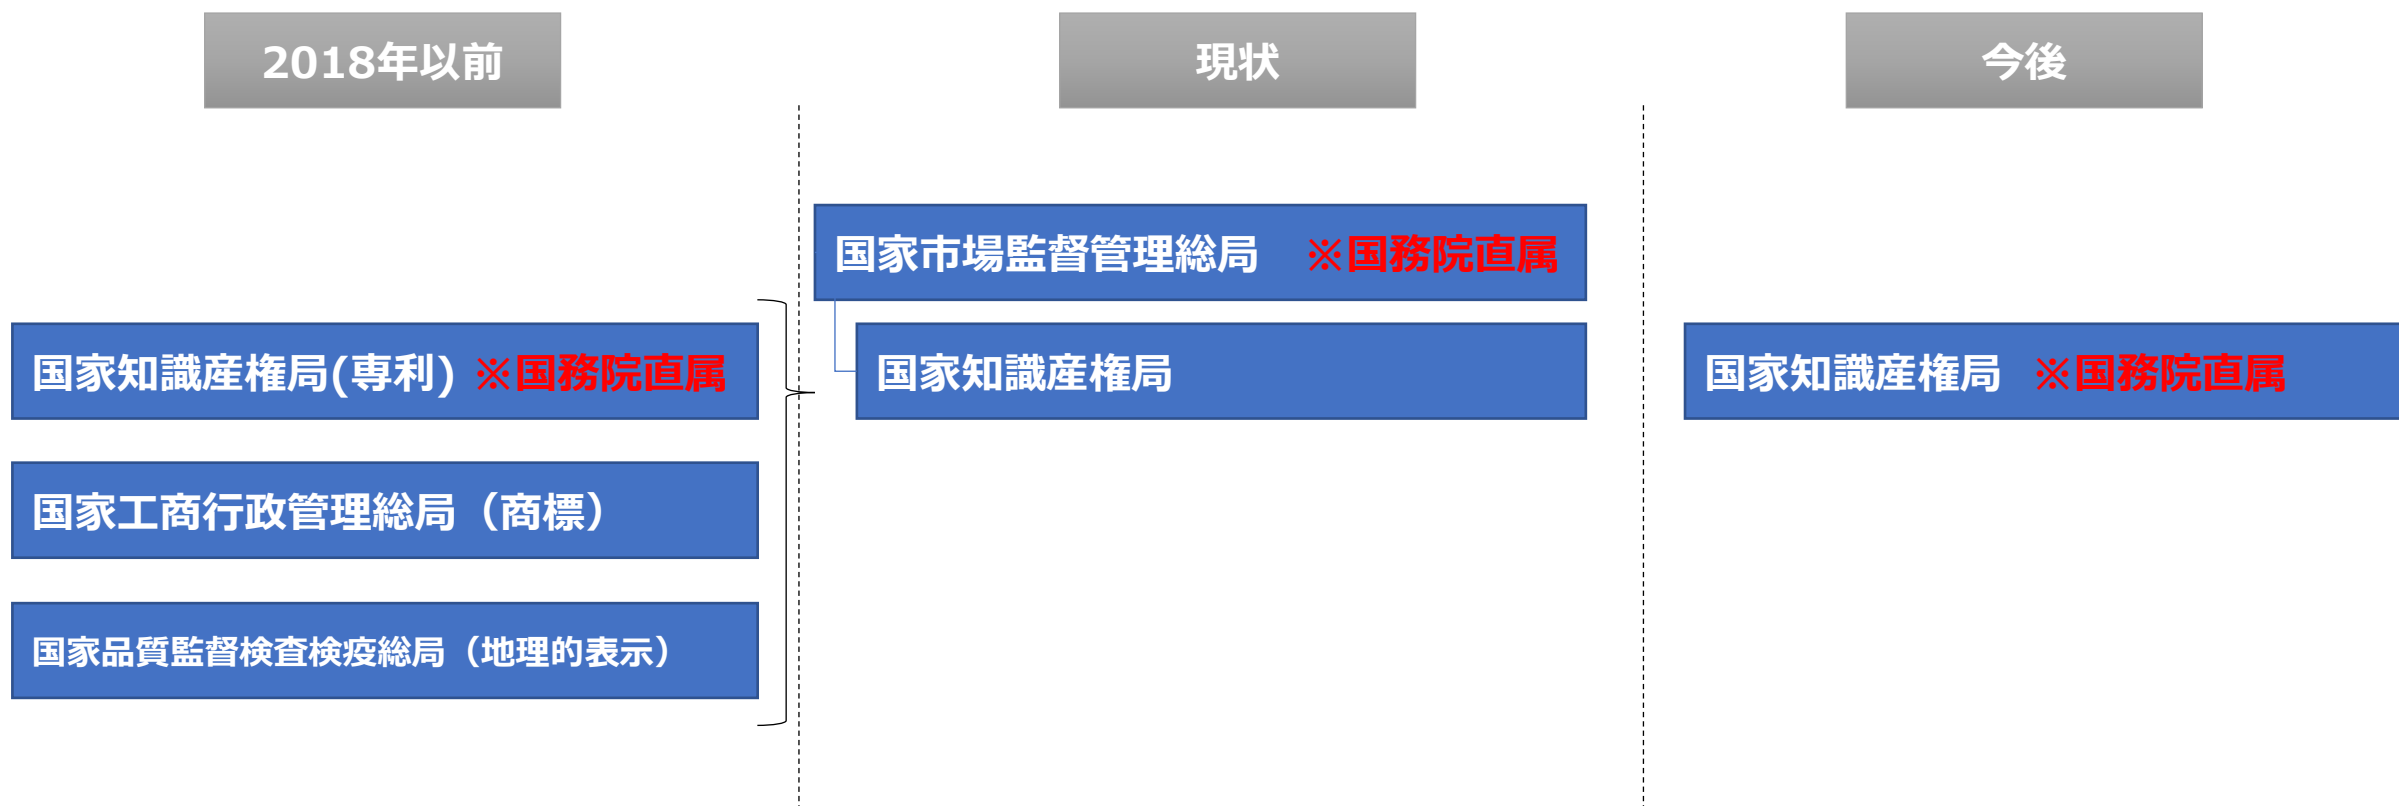 2018年以前
現状
今後
国家市場監督管理総局 ※国務院直属
国家知識産権局(専利) ※国務院直属
国家知識産権局
国家知識産権局 ※国務院直属
国家工商行政管理総局（商標）
国家品質監督検査検疫総局（地理的表示）